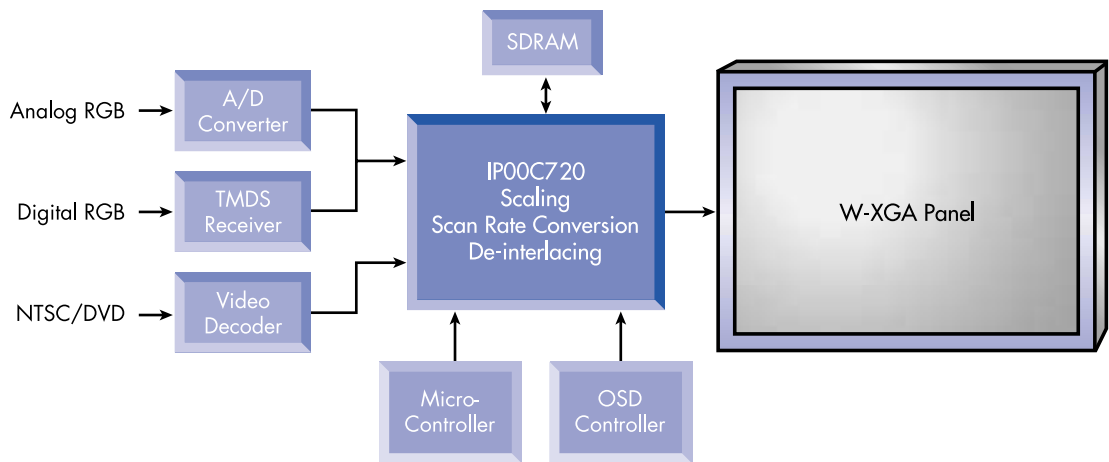 SDRAM
Analog RGB
A/D
Converter
Digital RGB
TMDS
Receiver
NTSC/DVD
Video
Decoder
IP00C720
Scaling
Scan Rate Conversion
De-interlacing
W-XGA Panel
Micro-
Controller
OSD
Controller